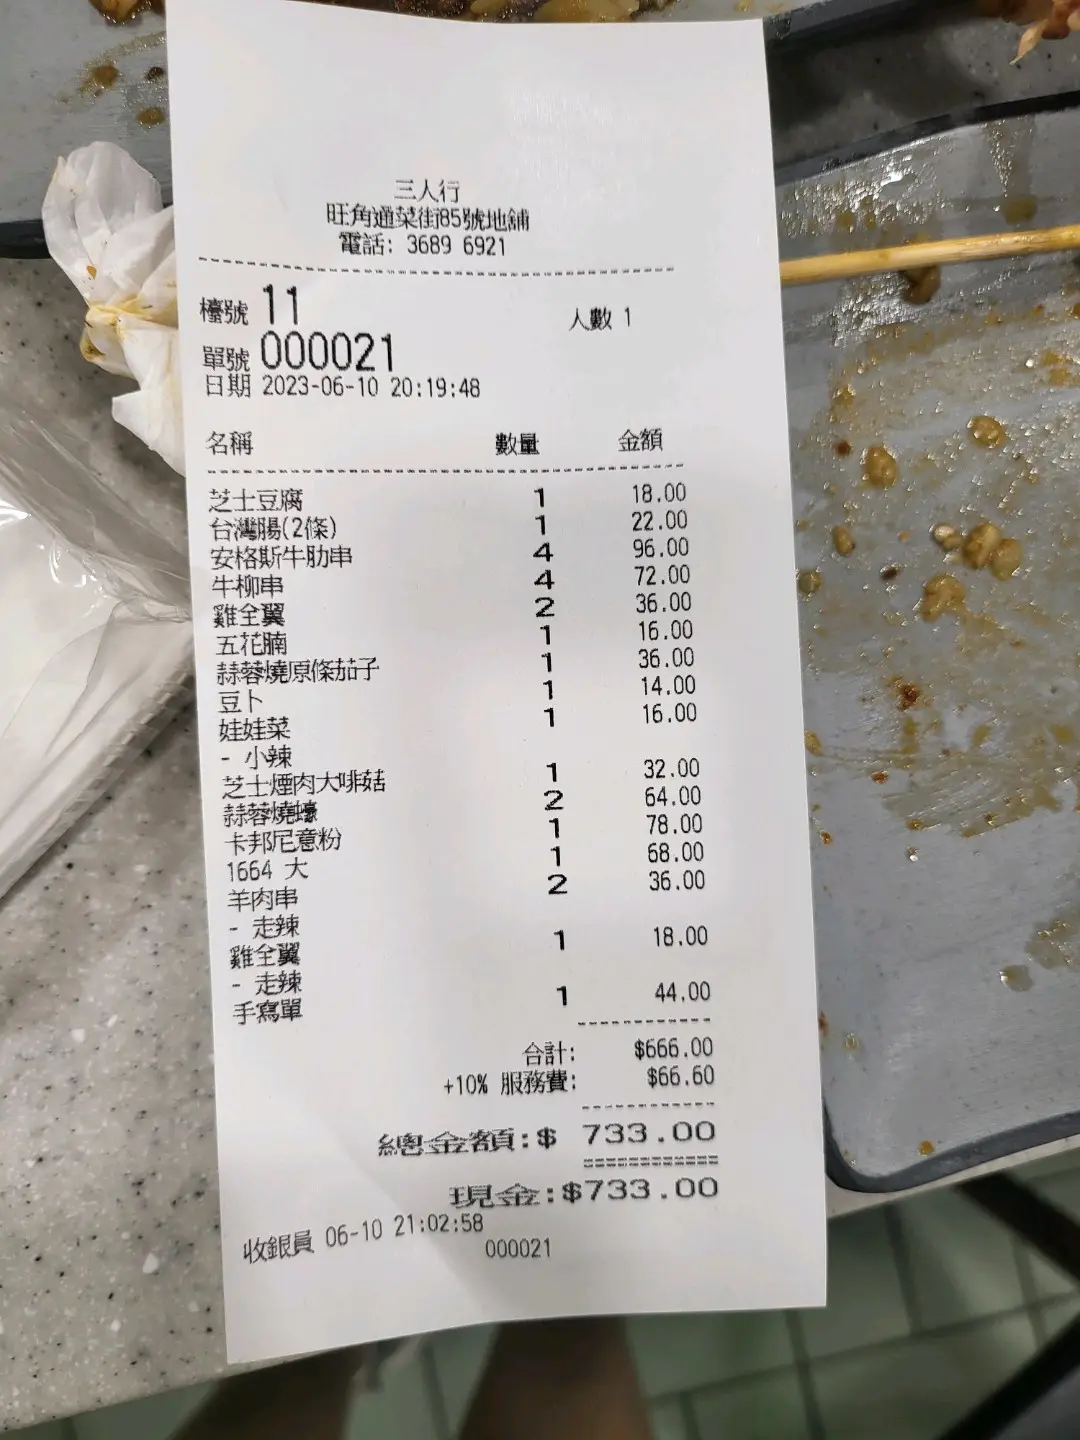 三人行
旺角通菜街85號地舖
電話: 3689 6921
檯號 11 人數 1
單號 000021
日期 2023-06-10 20:19:48
名稱 數量 金額
芝士豆腐 1 18.00
台灣腸(2條) 1 22.00
安格斯牛肋串 4 96.00
牛柳串 4 72.00
雞全翼 2 36.00
五花腩 1 16.00
蒜蓉燒原條茄子 1 36.00
豆卜 1 14.00
娃娃菜 1 16.00
- 小辣
芝士煙肉大啡菇 1 32.00
蒜蓉燒蠔 2 64.00
卡邦尼意粉 1 78.00
1664 大 1 68.00
羊肉串 2 36.00
- 走辣
雞全翼 1 18.00
- 走辣
手寫單 1 44.00
合計: $666.00
+10% 服務費: $66.60
總金額:$ 733.00
現金:$733.00
收銀員 06-10 21:02:58
000021